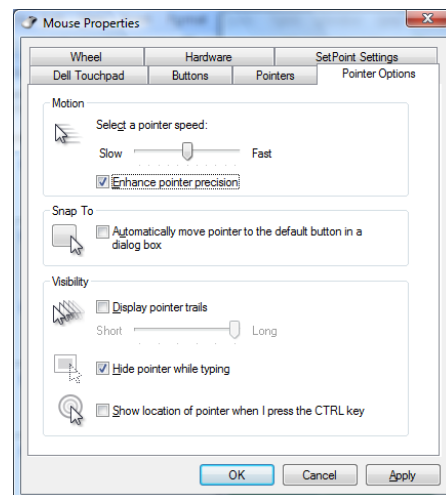 Mouse Properties
Wheel Hardware SetPoint Settings
Dell Touchpad Buttons Pointers Pointer Options
Motion
Select a pointer speed:
Slow Fast
Enhance pointer precision
Snap To
Automatically move pointer to the default button in a
dialog box
Visibility
Display pointer trails
Short Long
Hide pointer while typing
Show location of pointer when I press the CTRL key
OK Cancel Apply